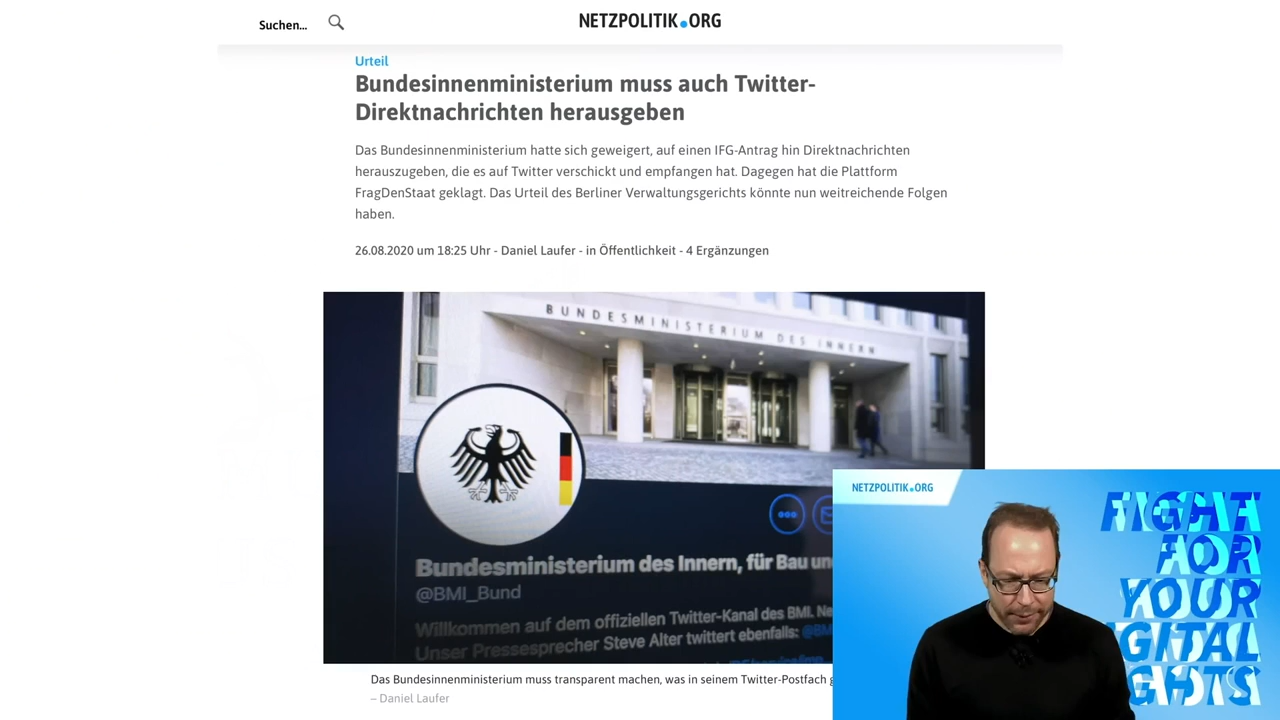 Suchen...
NETZPOLITIK.ORG
Urteil
Bundesinnenministerium muss auch Twitter-
Direktnachrichten herausgeben
Das Bundesinnenministerium hatte sich geweigert, auf einen IFG-Antrag hin Direktnachrichten
herauszugeben, die es auf Twitter verschickt und empfangen hat. Dagegen hat die Plattform
FragDenStaat geklagt. Das Urteil des Berliner Verwaltungsgerichts könnte nun weitreichende Folgen
haben.
26.08.2020 um 18:25 Uhr - Daniel Laufer - in Öffentlichkeit - 4 Ergänzungen
BUNDESMINISTERIUM DES INNERN
Bundesministerium des Innern, für Bau un
@BMI_Bund
Willkommen auf dem offiziellen Twitter-Kanal des BMI. Ne
Unser Pressesprecher Steve Alter twittert ebenfalls: @BM
Das Bundesinnenministerium muss transparent machen, was in seinem Twitter-Postfach g
– Daniel Laufer
NETZPOLITIK.ORG
FIGHT
FOR
YOUR
IGITAL
GHTS